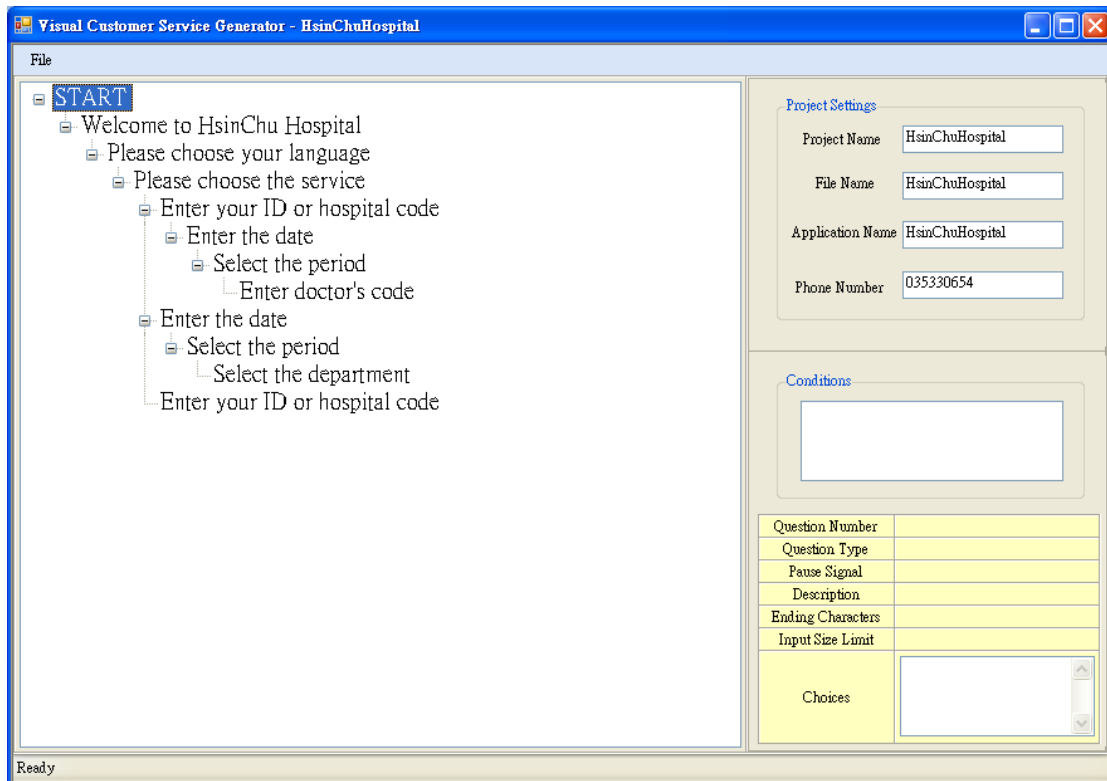 Visual Customer Service Generator - HsinChuHospital
File
START
Welcome to HsinChu Hospital
Please choose your language
Please choose the service
Enter your ID or hospital code
Enter the date
Select the period
Enter doctor's code
Enter the date
Select the period
Select the department
Enter your ID or hospital code
Project Settings
Project Name HsinChuHospital
File Name HsinChuHospital
Application Name HsinChuHospital
Phone Number 035330654
Conditions
Question Number
Question Type
Pause Signal
Description
Ending Characters
Input Size Limit
Choices
Ready